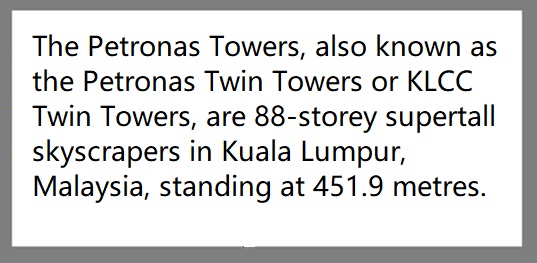 The Petronas Towers, also known as
the Petronas Twin Towers or KLCC
Twin Towers, are 88-storey supertall
skyscrapers in Kuala Lumpur,
Malaysia, standing at 451.9 metres.